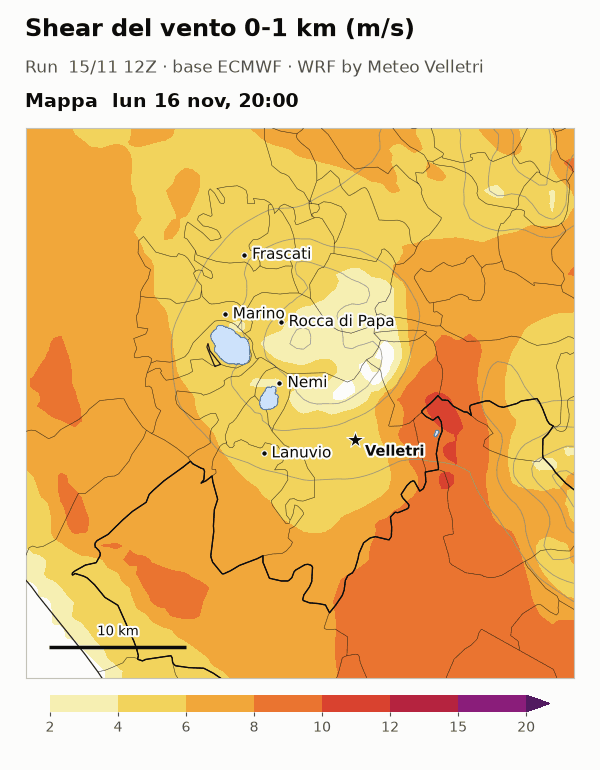 Shear del vento 0-1 km (m/s)
Run  15/11 12Z · base ECMWF · WRF by Meteo Velletri
Mappa  lun 16 nov, 20:00
Frascati
Marino
Rocca di Papa
Nemi
Velletri
Lanuvio
10 km
2 4 6 8 10 12 15 20